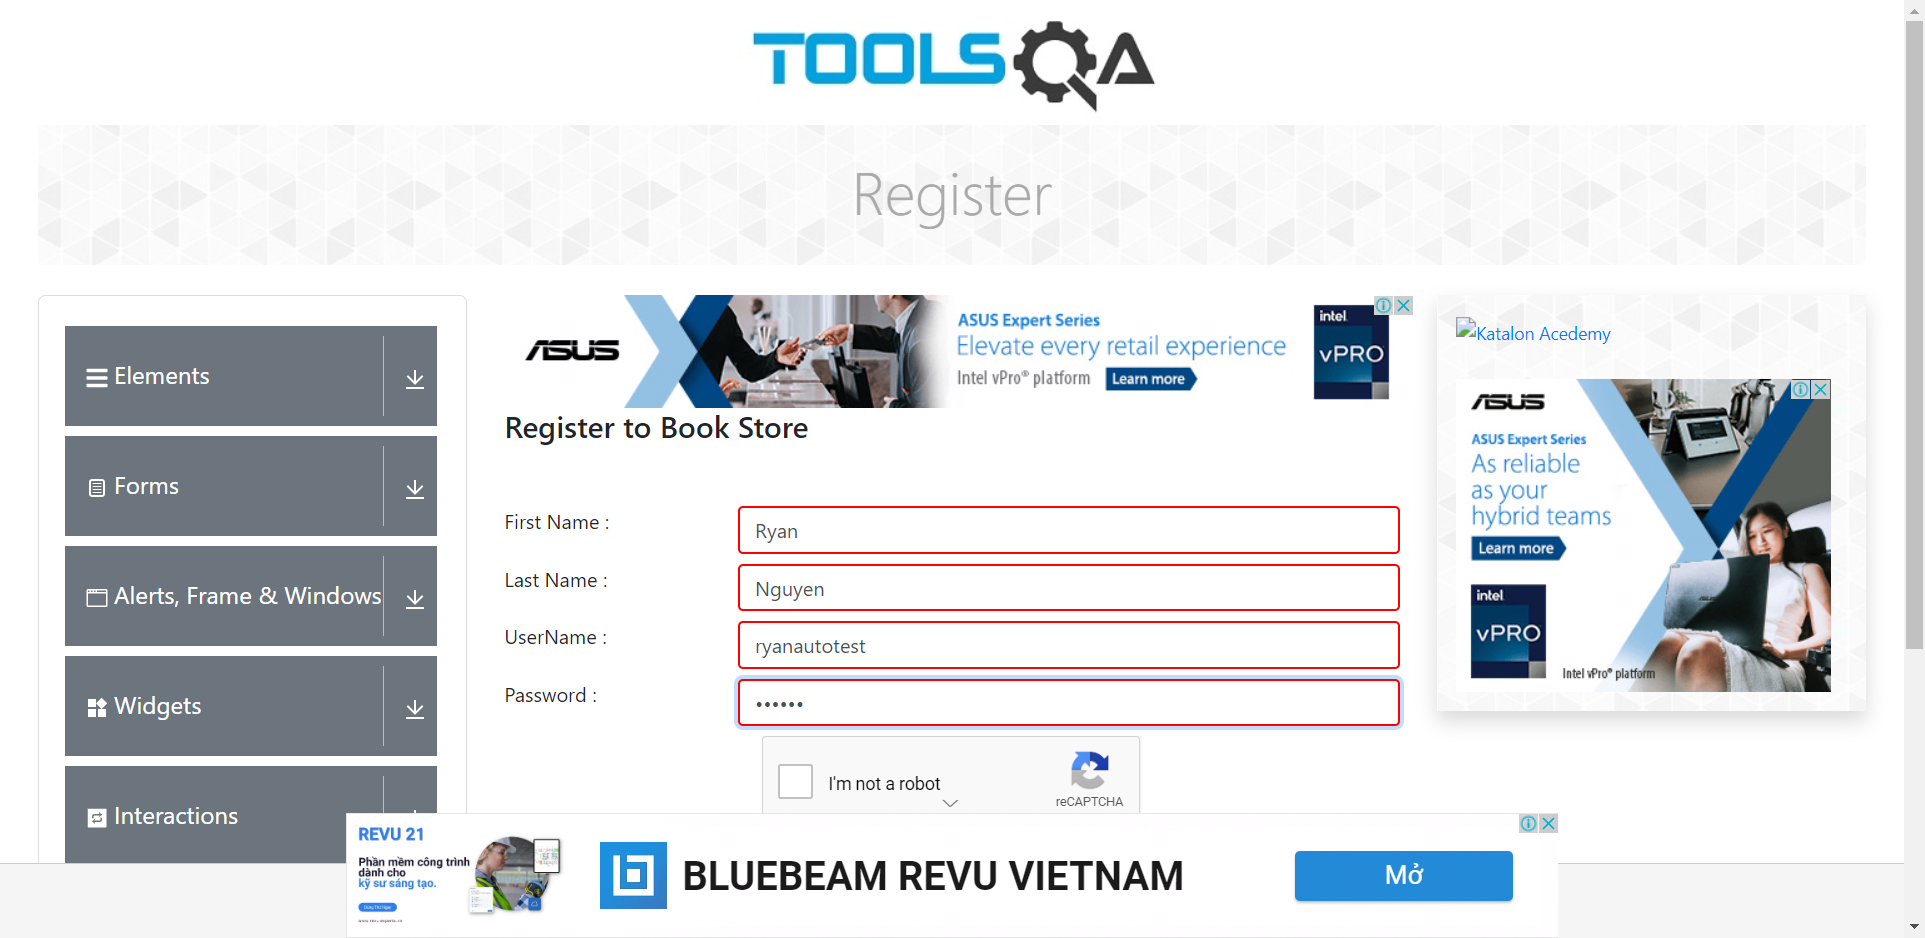 TOOLSQA
Register
Elements
Forms
Alerts, Frame & Windows
Widgets
Interactions
ASUS
ASUS Expert Series
Elevate every retail experience
Intel vPro® platform
Learn more
intel
vPRO
Register to Book Store
First Name :
Ryan
Last Name :
Nguyen
UserName :
ryanautotest
Password :
••••••
I'm not a robot
reCAPTCHA
Katalon Acedemy
ASUS
ASUS Expert Series
As reliable
as your
hybrid teams
Learn more
intel
vPRO
Intel vPro® platform
REVU 21
Phần mềm công trình
dành cho
kỹ sư sáng tạo.
BLUEBEAM REVU VIETNAM
Mở